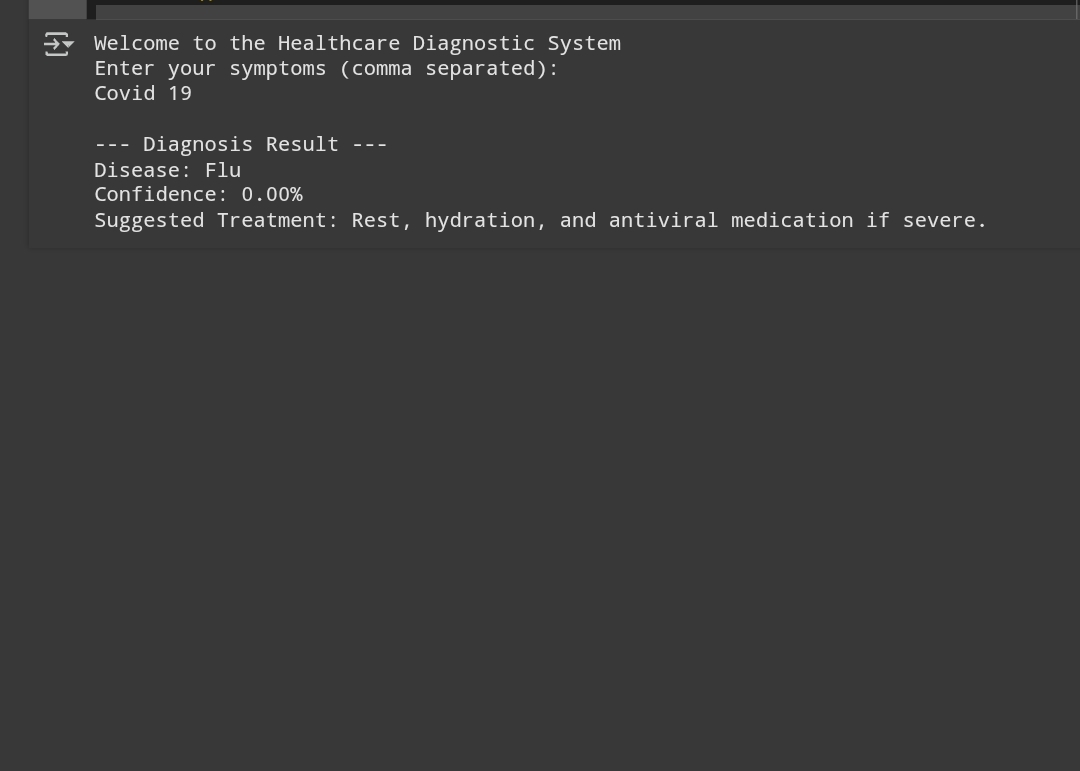 Welcome to the Healthcare Diagnostic System
Enter your symptoms (comma separated):
Covid 19
--- Diagnosis Result ---
Disease: Flu
Confidence: 0.00%
Suggested Treatment: Rest, hydration, and antiviral medication if severe.